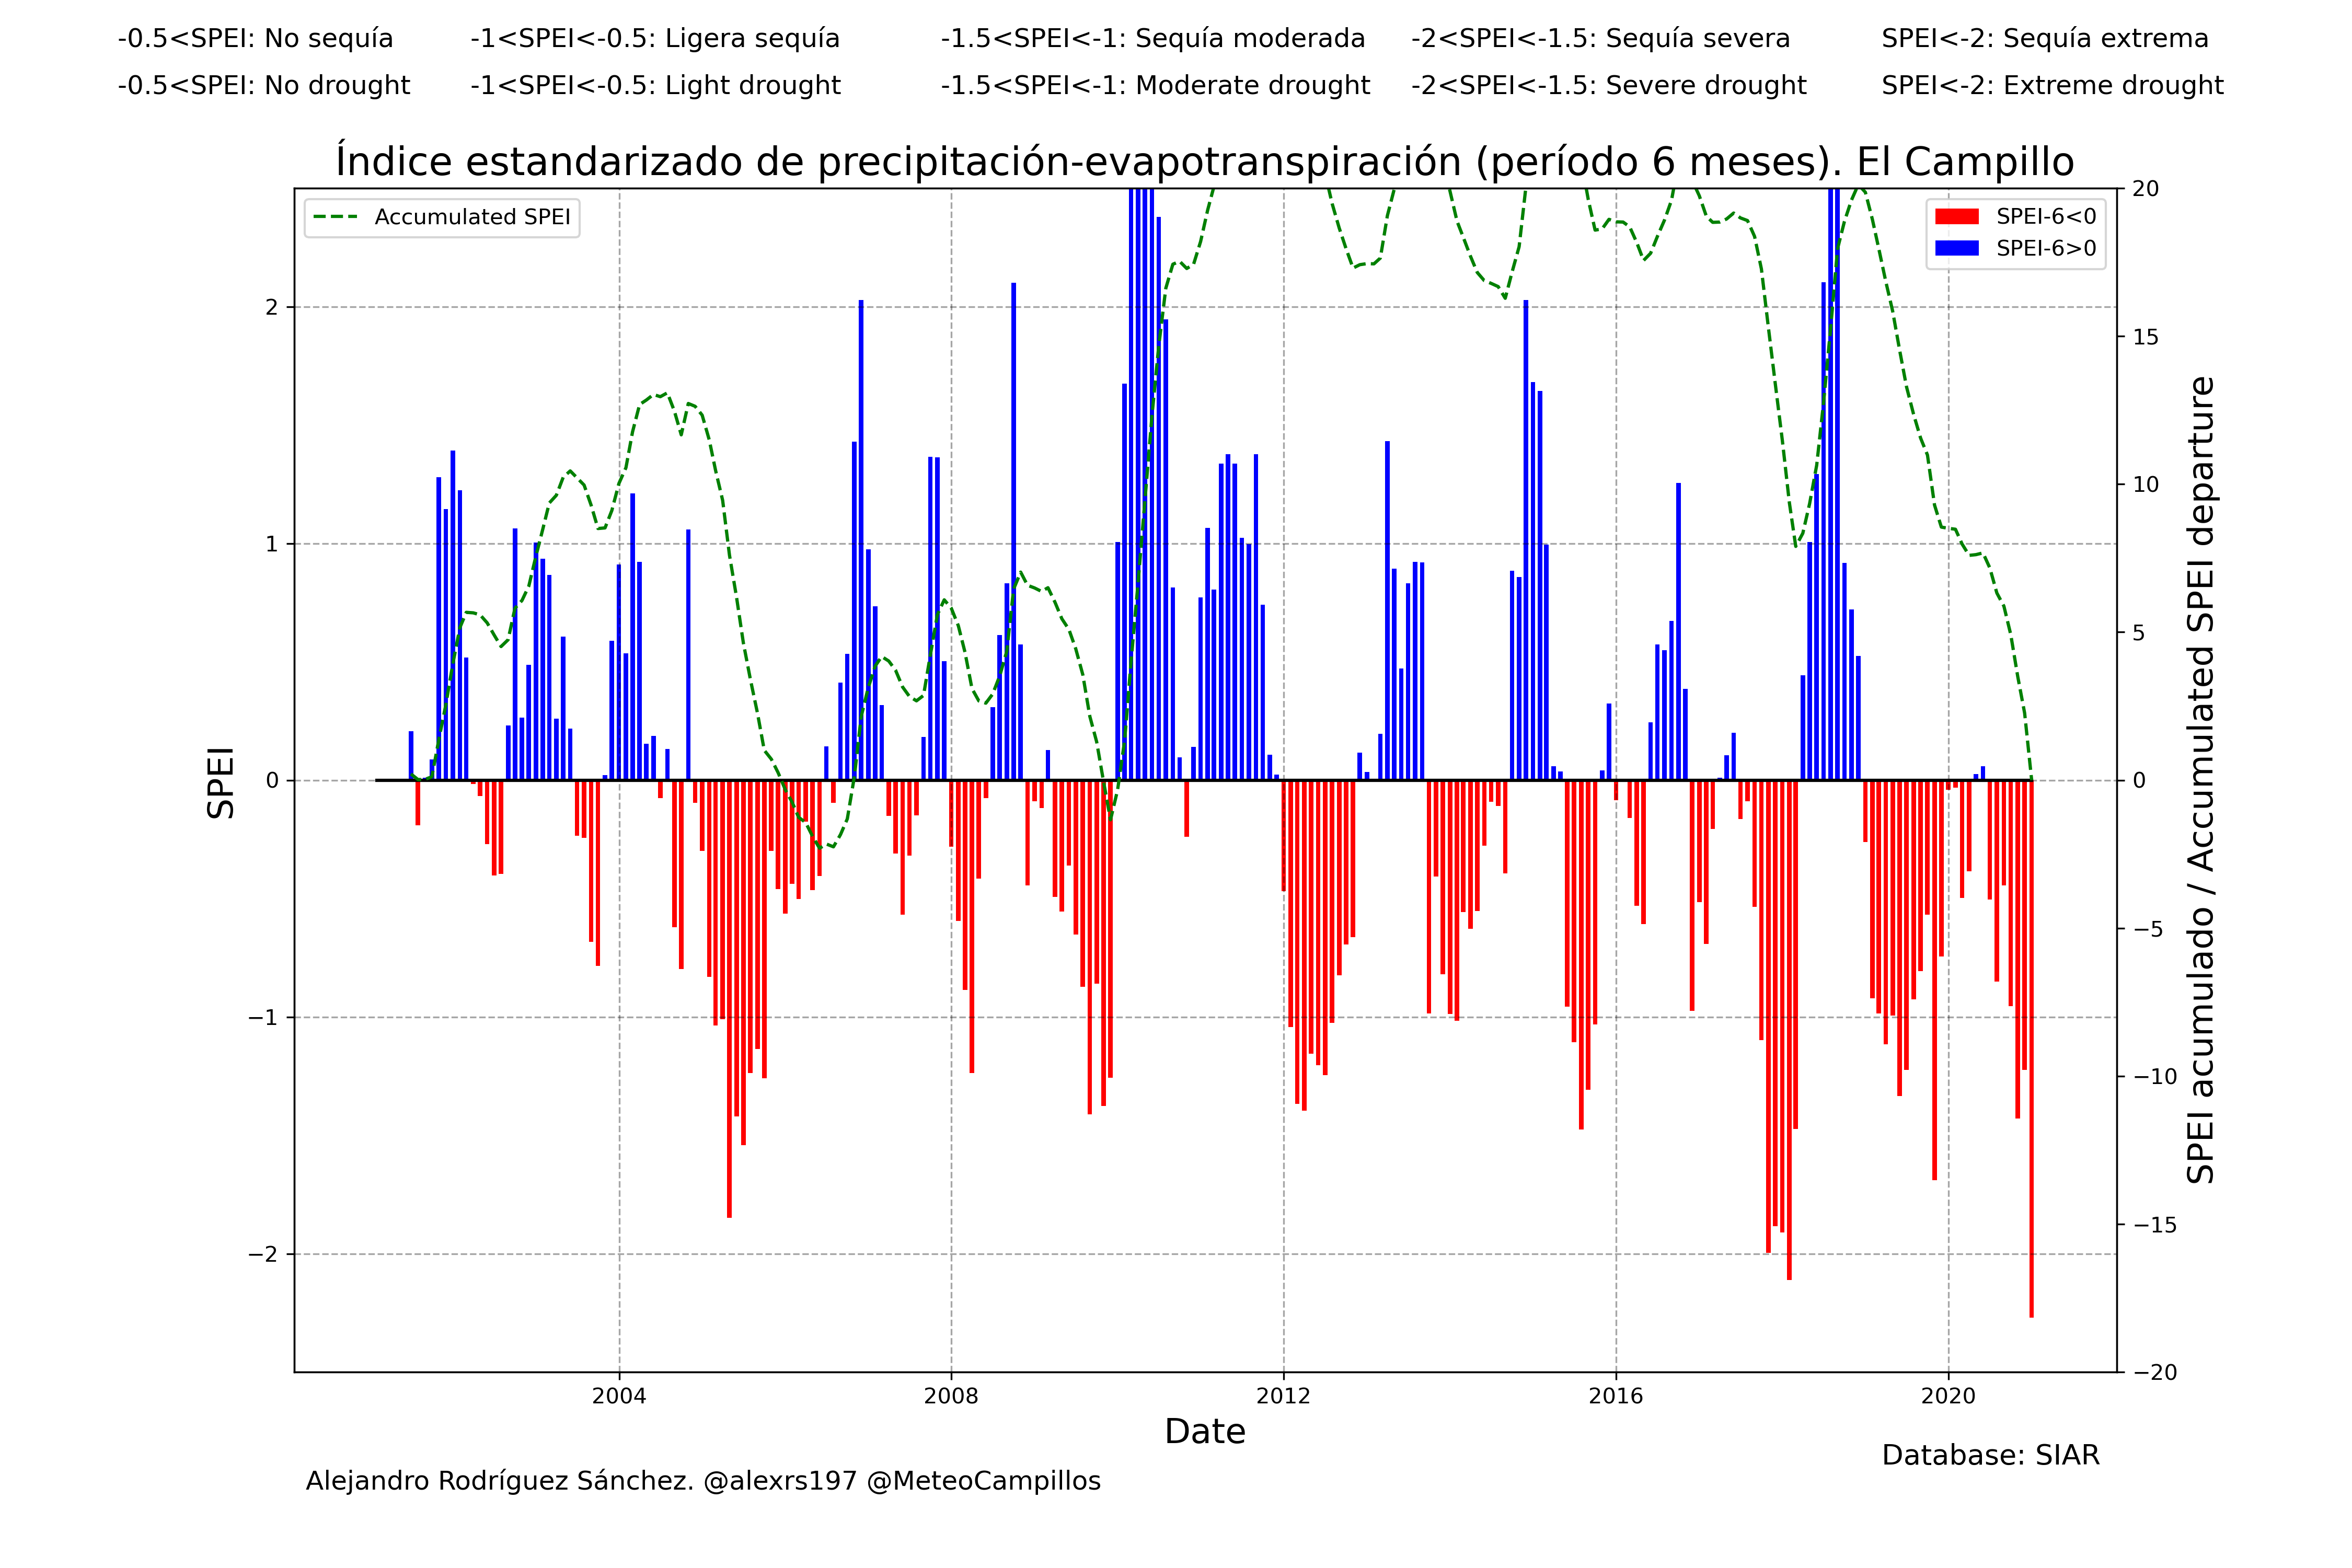 -0.5<SPEI: No sequía -1<SPEI<-0.5: Ligera sequía -1.5<SPEI<-1: Sequía moderada -2<SPEI<-1.5: Sequía severa SPEI<-2: Sequía extrema
-0.5<SPEI: No drought -1<SPEI<-0.5: Light drought -1.5<SPEI<-1: Moderate drought -2<SPEI<-1.5: Severe drought SPEI<-2: Extreme drought
Índice estandarizado de precipitación-evapotranspiración (período 6 meses). El Campillo
Accumulated SPEI
SPEI-6<0
SPEI-6>0
SPEI
2
1
0
−1
−2
20
15
10
5
0
−5
−10
−15
−20
SPEI acumulado / Accumulated SPEI departure
2004 2008 2012 2016 2020
Date
Database: SIAR
Alejandro Rodríguez Sánchez. @alexrs197 @MeteoCampillos